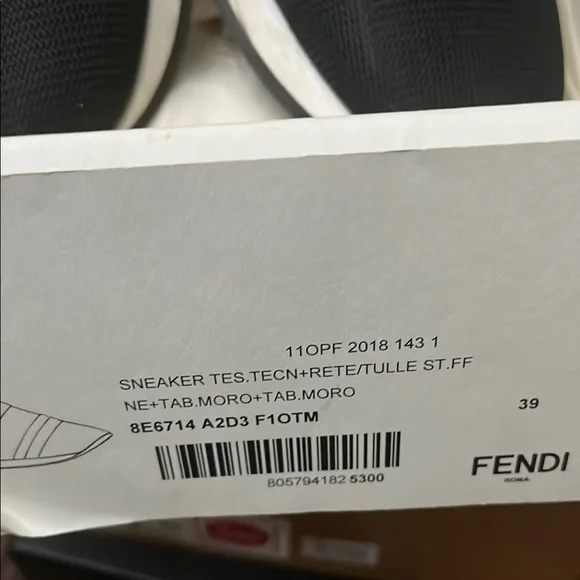 11OPF 2018 143 1
SNEAKER TES.TECN+RETE/TULLE ST.FF
NE+TAB.MORO+TAB.MORO
8E6714 A2D3 F1OTM
39
805794182 5300
FENDI
ROMA